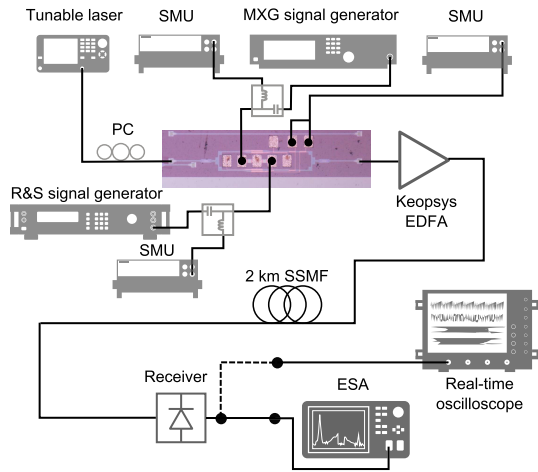 Tunable laser
SMU
MXG signal generator
SMU
PC
R&S signal generator
Keopsys
EDFA
SMU
2 km SSMF
Receiver
ESA
Real-time
oscilloscope